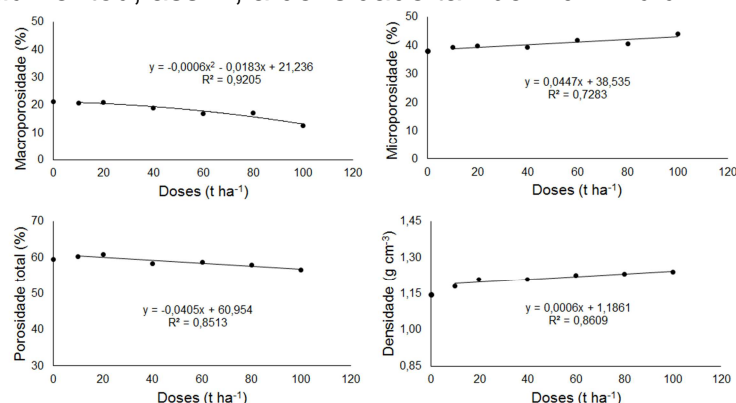 Macroporosidade (%)
50
40
30
20
10
0
y = -0,0006x² - 0,0183x + 21,236
R² = 0,9205
0 20 40 60 80 100 120
Doses (t ha⁻¹)
Microporosidade (%)
50
40
30
20
10
0
y = 0,0447x + 38,535
R² = 0,7283
0 20 40 60 80 100 120
Doses (t ha⁻¹)
Porosidade total (%)
70
60
50
40
30
y = -0,0405x + 60,954
R² = 0,8513
0 20 40 60 80 100 120
Doses (t ha⁻¹)
Densidade (g cm⁻³)
1,45
1,30
1,15
1,00
0,85
y = 0,0006x + 1,1861
R² = 0,8609
0 20 40 60 80 100 120
Doses (t ha⁻¹)